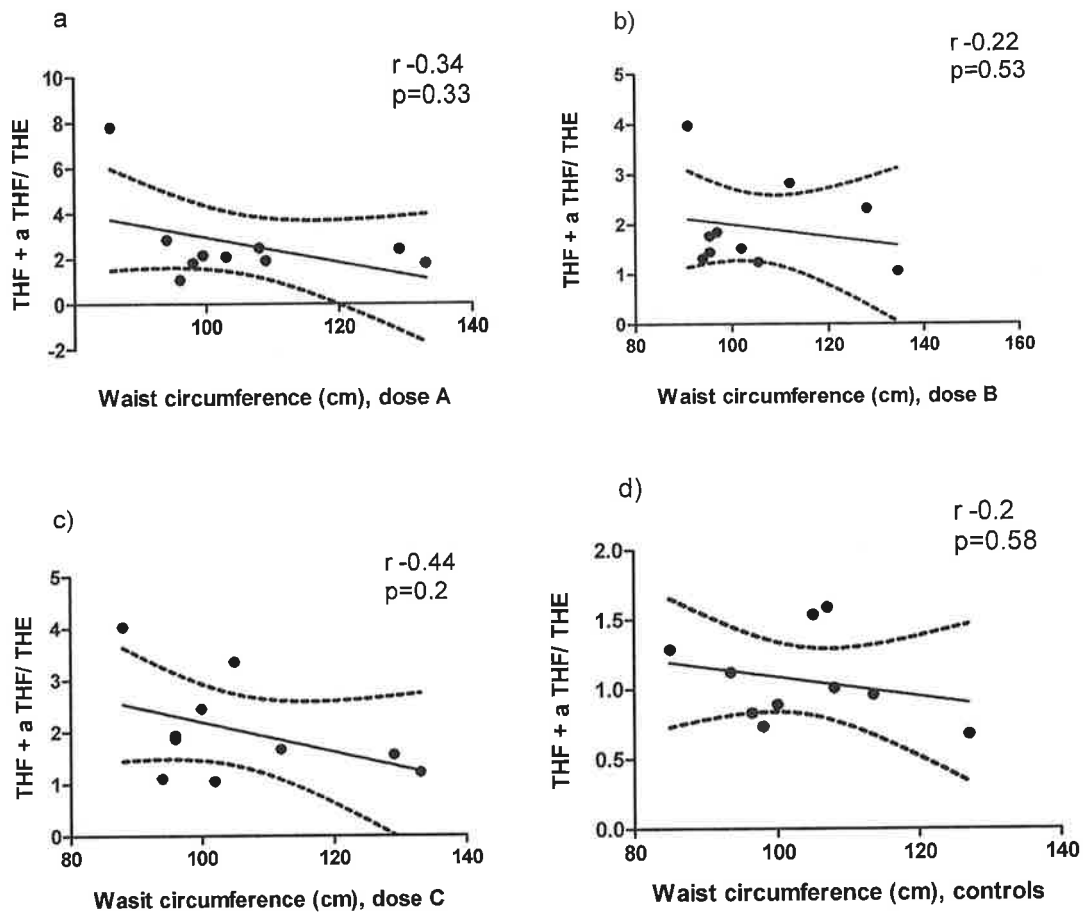 a
r -0.34
p=0.33
10
8
6
4
2
0
-2
100
120
140
THF + a THF/ THE
Waist circumference (cm), dose A
b)
r -0.22
p=0.53
5
4
3
2
1
0
80
100
120
140
160
THF + a THF/ THE
Waist circumference (cm), dose B
c)
r -0.44
p=0.2
5
4
3
2
1
0
80
100
120
140
THF + a THF/ THE
Wasit circumference (cm), dose C
d)
r -0.2
p=0.58
2.0
1.5
1.0
0.5
0.0
80
100
120
140
THF + a THF/ THE
Waist circumference (cm), controls